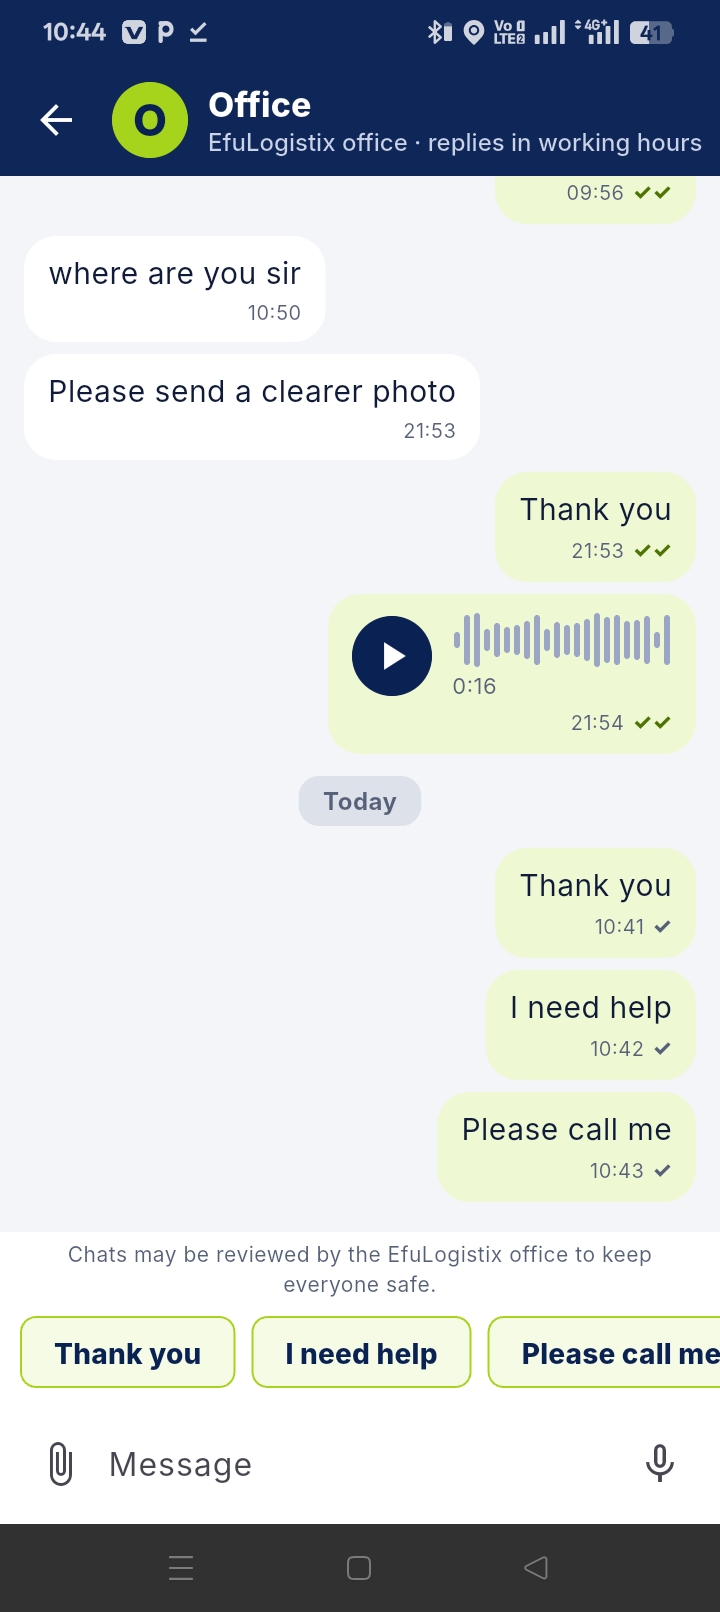 10:44
Vo 1
LTE2
4G+
41
O
Office
EfuLogistix office · replies in working hours
09:56
where are you sir
10:50
Please send a clearer photo
21:53
Thank you
21:53
0:16
21:54
Today
Thank you
10:41
I need help
10:42
Please call me
10:43
Chats may be reviewed by the EfuLogistix office to keep
everyone safe.
Thank you
I need help
Please call me
Message